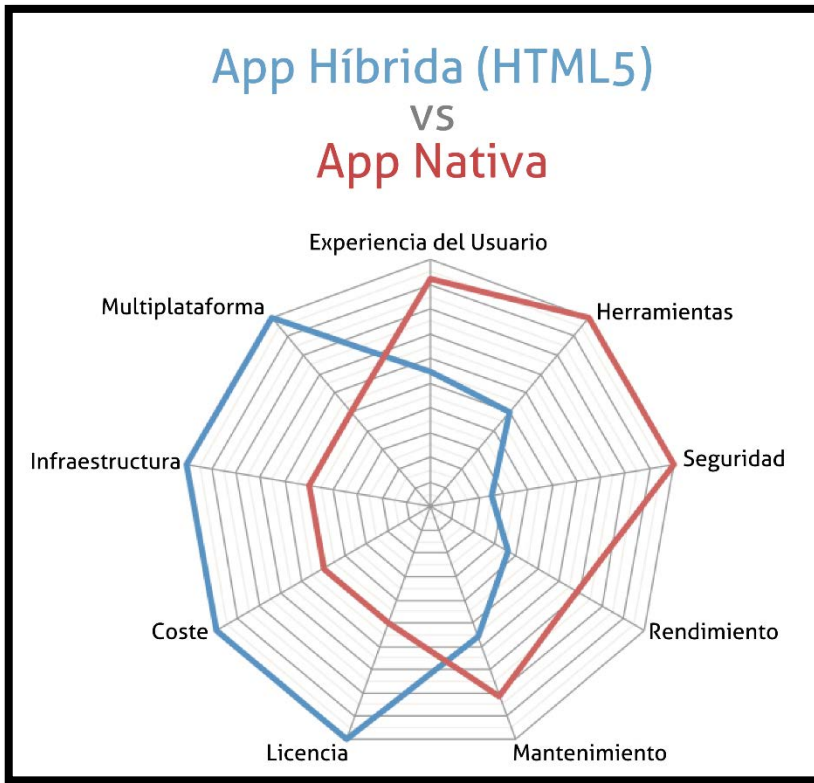 App Híbrida (HTML5)
vs
App Nativa
Experiencia del Usuario
Multiplataforma
Herramientas
Infraestructura
Seguridad
Coste
Rendimiento
Licencia
Mantenimiento